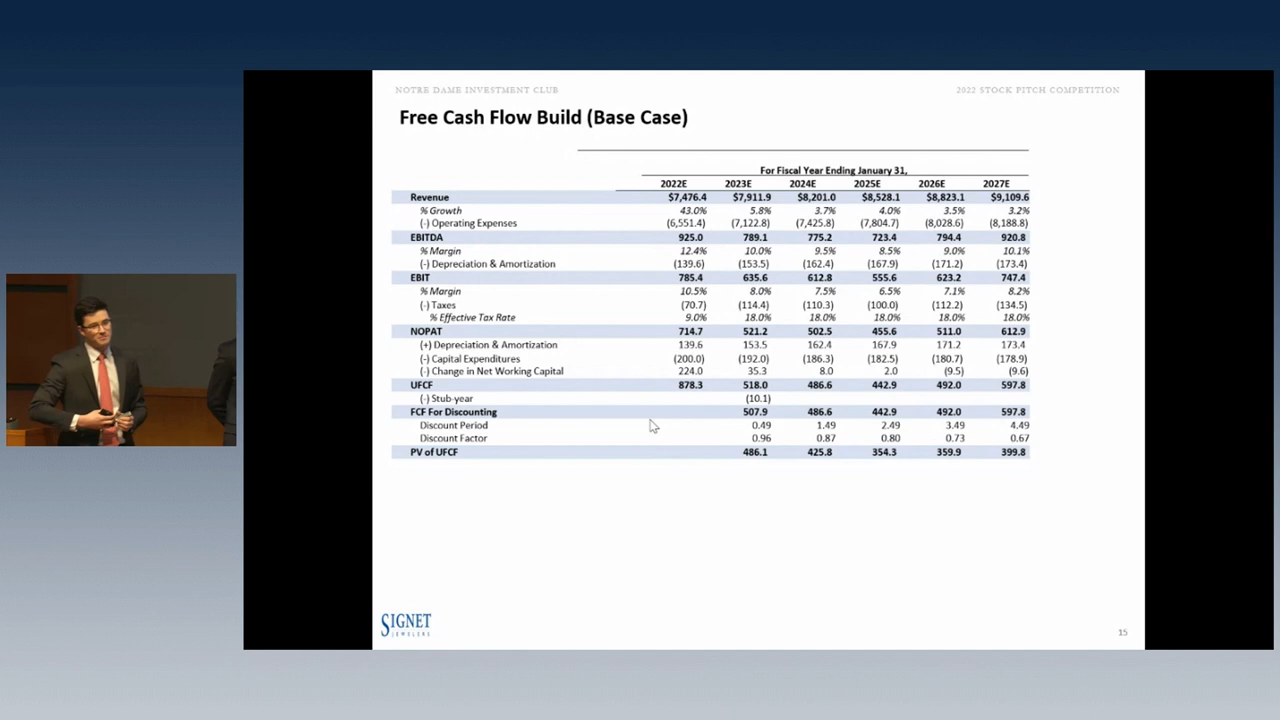 NOTRE DAME INVESTMENT CLUB 2022 STOCK PITCH COMPETITION
Free Cash Flow Build (Base Case)
For Fiscal Year Ending January 31,
2022E 2023E 2024E 2025E 2026E 2027E
Revenue $7,476.4 $7,911.9 $8,201.0 $8,528.1 $8,823.1 $9,109.6
% Growth 43.0% 5.8% 3.7% 4.0% 3.5% 3.2%
(-) Operating Expenses (6,551.4) (7,122.8) (7,425.8) (7,804.7) (8,028.6) (8,188.8)
EBITDA 925.0 789.1 775.2 723.4 794.4 920.8
% Margin 12.4% 10.0% 9.5% 8.5% 9.0% 10.1%
(-) Depreciation & Amortization (139.6) (153.5) (162.4) (167.9) (171.2) (173.4)
EBIT 785.4 635.6 612.8 555.6 623.2 747.4
% Margin 10.5% 8.0% 7.5% 6.5% 7.1% 8.2%
(-) Taxes (70.7) (114.4) (110.3) (100.0) (112.2) (134.5)
% Effective Tax Rate 9.0% 18.0% 18.0% 18.0% 18.0% 18.0%
NOPAT 714.7 521.2 502.5 455.6 511.0 612.9
(+) Depreciation & Amortization 139.6 153.5 162.4 167.9 171.2 173.4
(-) Capital Expenditures (200.0) (192.0) (186.3) (182.5) (180.7) (178.9)
(-) Change in Net Working Capital 224.0 35.3 8.0 2.0 (9.5) (9.6)
UFCF 878.3 518.0 486.6 442.9 492.0 597.8
(-) Stub-year (10.1)
FCF For Discounting 507.9 486.6 442.9 492.0 597.8
Discount Period 0.49 1.49 2.49 3.49 4.49
Discount Factor 0.96 0.87 0.80 0.73 0.67
PV of UFCF 486.1 425.8 354.3 359.9 399.8
SIGNET
JEWELERS
15